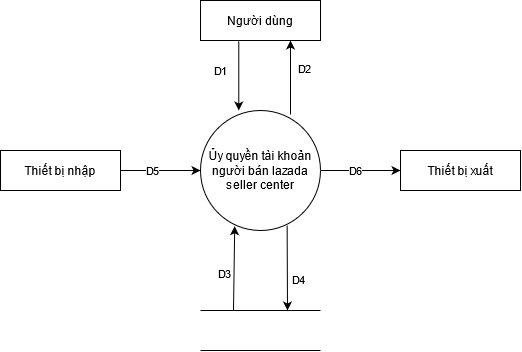 Người dùng
D1
D2
Thiết bị nhập
D5
Ủy quyền tài khoản
người bán lazada
seller center
D6
Thiết bị xuất
D3
D4